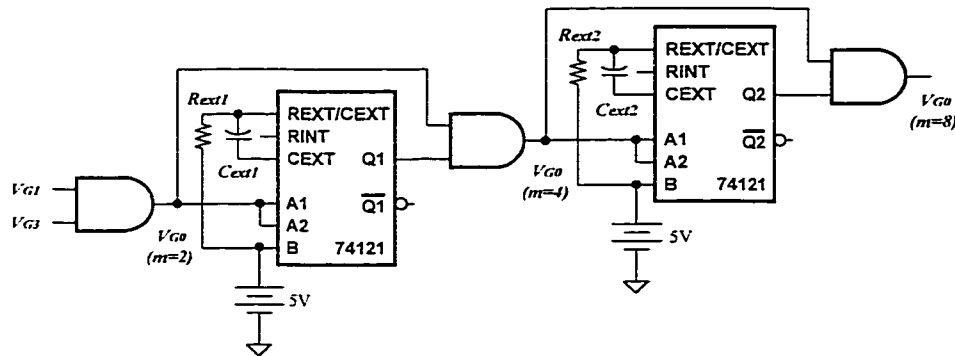 Rext2
REXT/CEXT
RINT
CEXT
Q2
Cext2
A1
Q2
A2
B
74121
VG0
(m=8)
5V
Rext1
REXT/CEXT
RINT
CEXT
Q1
Cext1
A1
Q1
A2
B
74121
VG0
(m=4)
VG1
VG3
VG0
(m=2)
5V